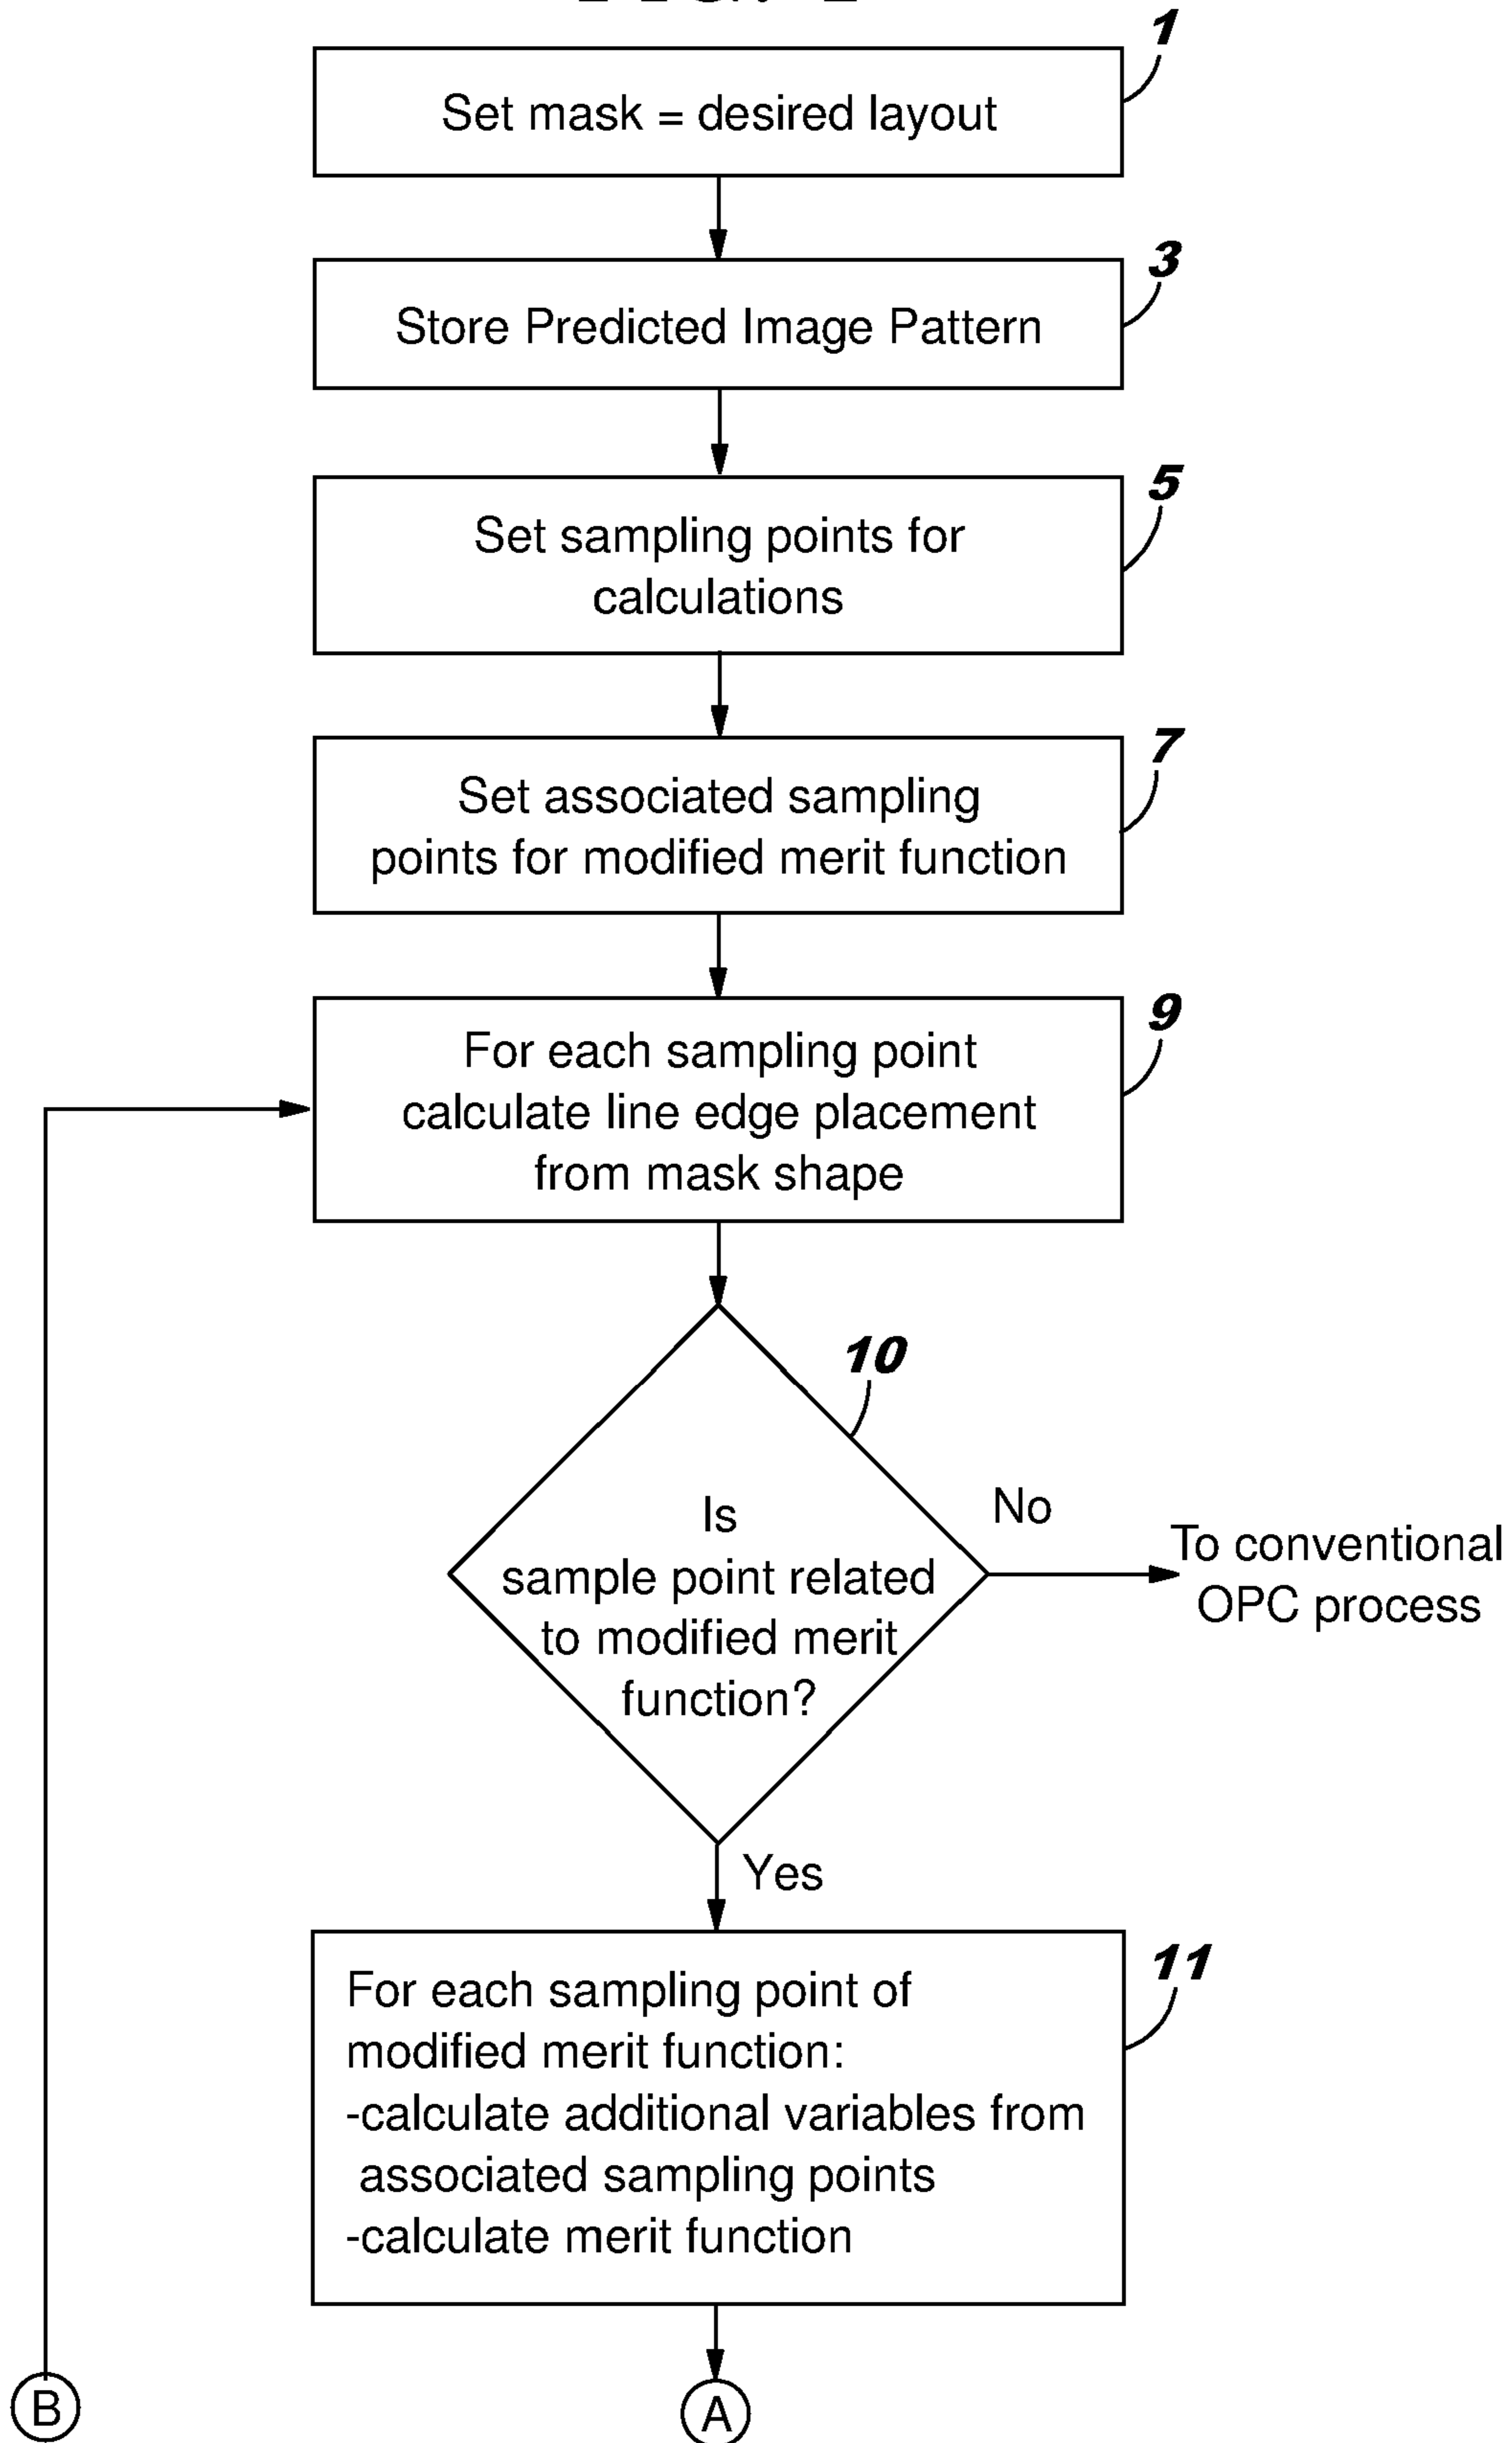 1
Set mask = desired layout
3
Store Predicted Image Pattern
5
Set sampling points for
calculations
7
Set associated sampling
points for modified merit function
9
For each sampling point
calculate line edge placement
from mask shape
10
Is
sample point related
to modified merit
function?
No
To conventional
OPC process
Yes
11
For each sampling point of
modified merit function:
-calculate additional variables from
associated sampling points
-calculate merit function
B
A